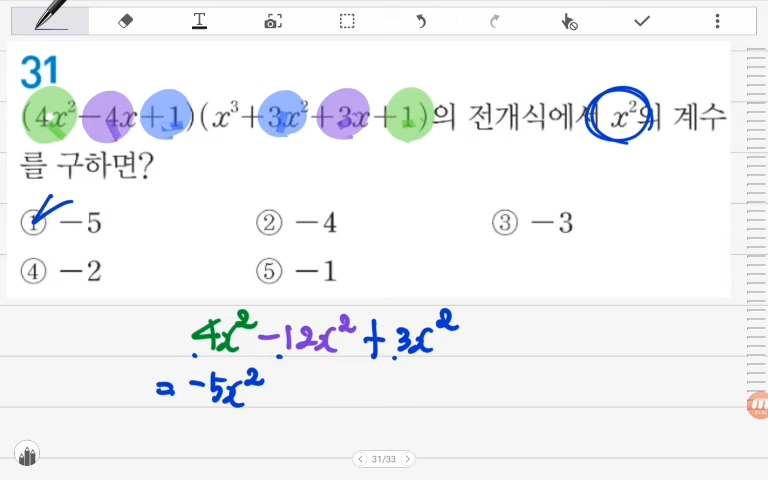 T
31
(4x²−4x+1)(x³+3x²+3x+1)의 전개식에서 x²의 계수
를 구하면?
① −5 ② −4 ③ −3
④ −2 ⑤ −1
4x² −12x² + 3x²
= −5x²
31/33